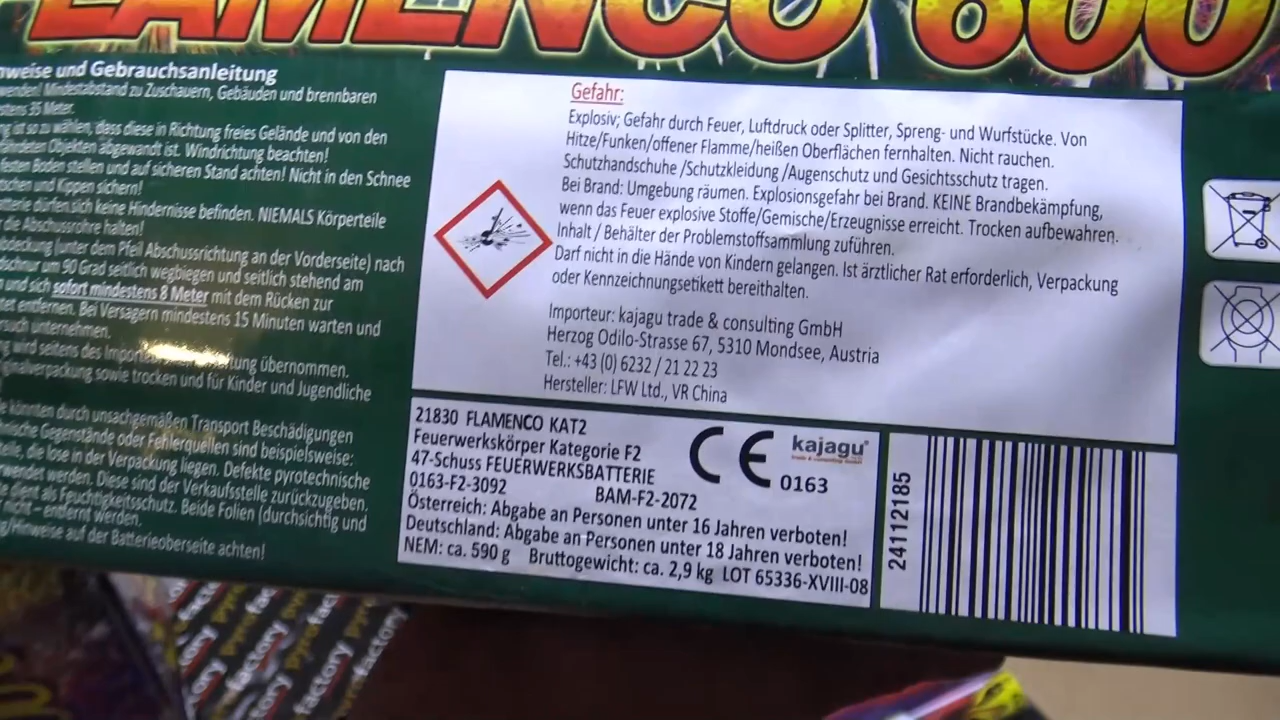 FLAMENCO 600
nweise und Gebrauchsanleitung
Mindestabstand zu Zuschauern, Gebäuden und brennbaren
35 Meter.
ist so zu wählen, dass diese in Richtung freies Gelände und von den
Objekten abgewandt ist. Windrichtung beachten!
festen Boden stellen und auf sicheren Stand achten! Nicht in den Schnee
und Kippen sichern!
dürfen sich keine Hindernisse befinden. NIEMALS Körperteile
die Abschussrohre halten!
(unter dem Pfeil Abschussrichtung an der Vorderseite) nach
um 90 Grad seitlich wegbiegen und seitlich stehend am
und sich sofort mindestens 8 Meter mit dem Rücken zur
entfernen. Bei Versagern mindestens 15 Minuten warten und
unternehmen.
wird seitens des übernommen.
sowie trocken und für Kinder und Jugendliche
könnten durch unsachgemäßen Transport Beschädigungen
Gegenstände oder Fehlerquellen sind beispielsweise:
die lose in der Verpackung liegen. Defekte pyrotechnische
werden. Diese sind der Verkaufsstelle zurückzugeben.
dient als Feuchtigkeitsschutz. Beide Folien (durchsichtig und
entfernt werden.
/Hinweise auf der Batterieoberseite achten!
Gefahr:
Explosiv; Gefahr durch Feuer, Luftdruck oder Splitter, Spreng- und Wurfstücke. Von
Hitze/Funken/offener Flamme/heißen Oberflächen fernhalten. Nicht rauchen.
Schutzhandschuhe /Schutzkleidung /Augenschutz und Gesichtsschutz tragen.
Bei Brand: Umgebung räumen. Explosionsgefahr bei Brand. KEINE Brandbekämpfung,
wenn das Feuer explosive Stoffe/Gemische/Erzeugnisse erreicht. Trocken aufbewahren.
Inhalt / Behälter der Problemstoffsammlung zuführen.
Darf nicht in die Hände von Kindern gelangen. Ist ärztlicher Rat erforderlich, Verpackung
oder Kennzeichnungsetikett bereithalten.
Importeur: kajagu trade & consulting GmbH
Herzog Odilo-Strasse 67, 5310 Mondsee, Austria
Tel.: +43 (0) 6232 / 21 22 23
Hersteller: LFW Ltd., VR China
21830 FLAMENCO KAT2
Feuerwerkskörper Kategorie F2
47-Schuss FEUERWERKSBATTERIE
0163-F2-3092 BAM-F2-2072
Österreich: Abgabe an Personen unter 16 Jahren verboten!
Deutschland: Abgabe an Personen unter 18 Jahren verboten!
NEM: ca. 590 g Bruttogewicht: ca. 2,9 kg LOT 65336-XVIII-08
CE 0163
kajagu
24112185
pyrofactory
factory